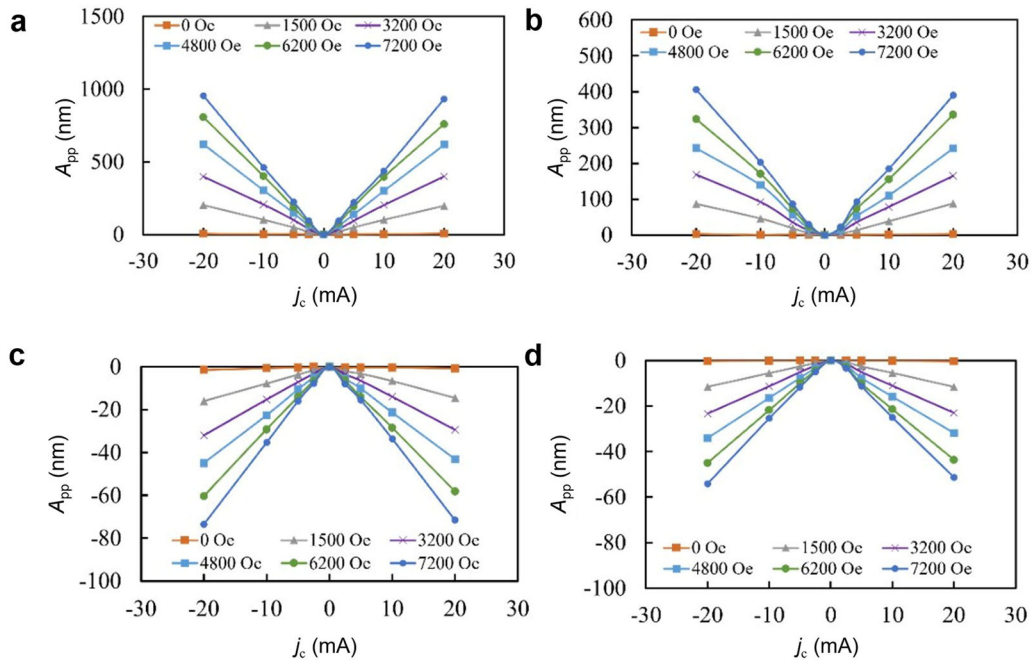 a
1500
1000
500
0
0 Oc
1500 Oc
3200 Oc
4800 Oe
6200 Oe
7200 Oe
-30
-20
-10
0
10
20
30
App (nm)
jc (mA)
b
600
500
400
300
200
100
0
0 Oe
1500 Oe
3200 Oe
4800 Oe
6200 Oe
7200 Oe
-30
-20
-10
0
10
20
30
App (nm)
jc (mA)
c
0
-20
-40
-60
-80
-100
0 Oc
1500 Oc
3200 Oc
4800 Oc
6200 Oc
7200 Oc
-30
-20
-10
0
10
20
30
App (nm)
jc (mA)
d
0
-20
-40
-60
-80
-100
0 Oc
1500 Oe
3200 Oe
4800 Oe
6200 Oe
7200 Oe
-30
-20
-10
0
10
20
30
App (nm)
jc (mA)